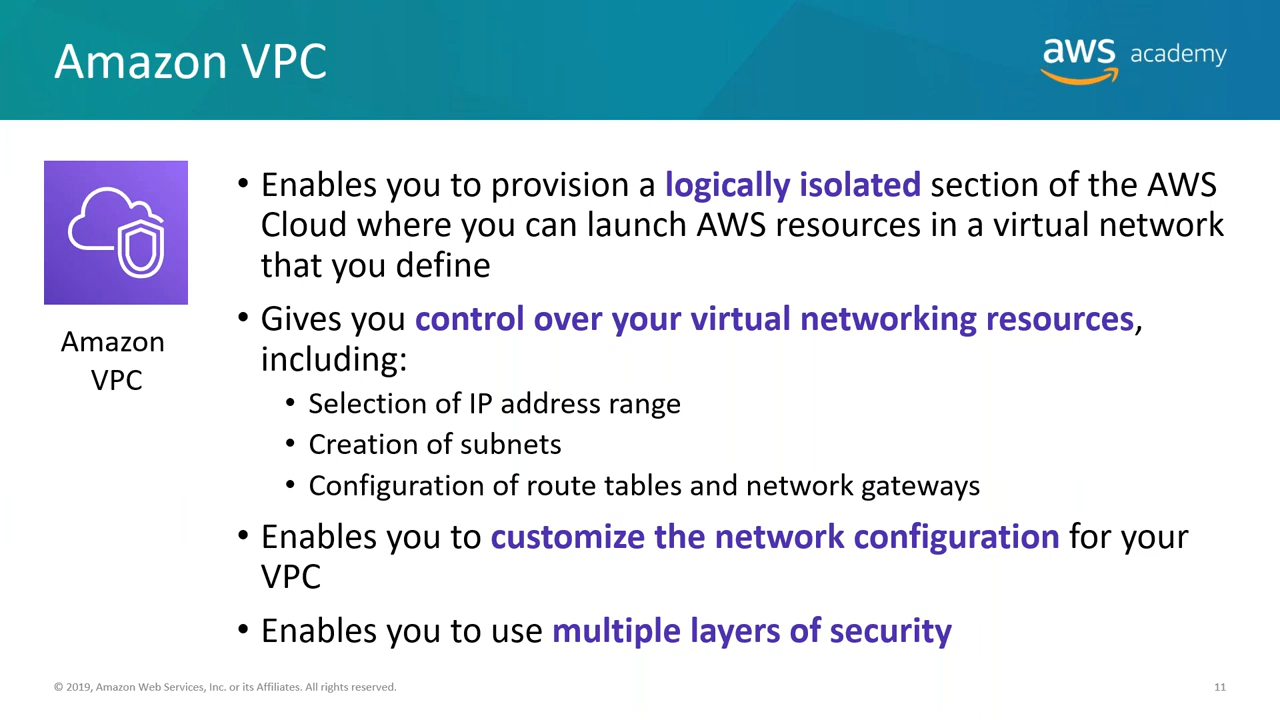 Amazon VPC
aws academy
Amazon
VPC
• Enables you to provision a logically isolated section of the AWS
Cloud where you can launch AWS resources in a virtual network
that you define
• Gives you control over your virtual networking resources,
including:
• Selection of IP address range
• Creation of subnets
• Configuration of route tables and network gateways
• Enables you to customize the network configuration for your
VPC
• Enables you to use multiple layers of security
© 2019, Amazon Web Services, Inc. or its Affiliates. All rights reserved.
11